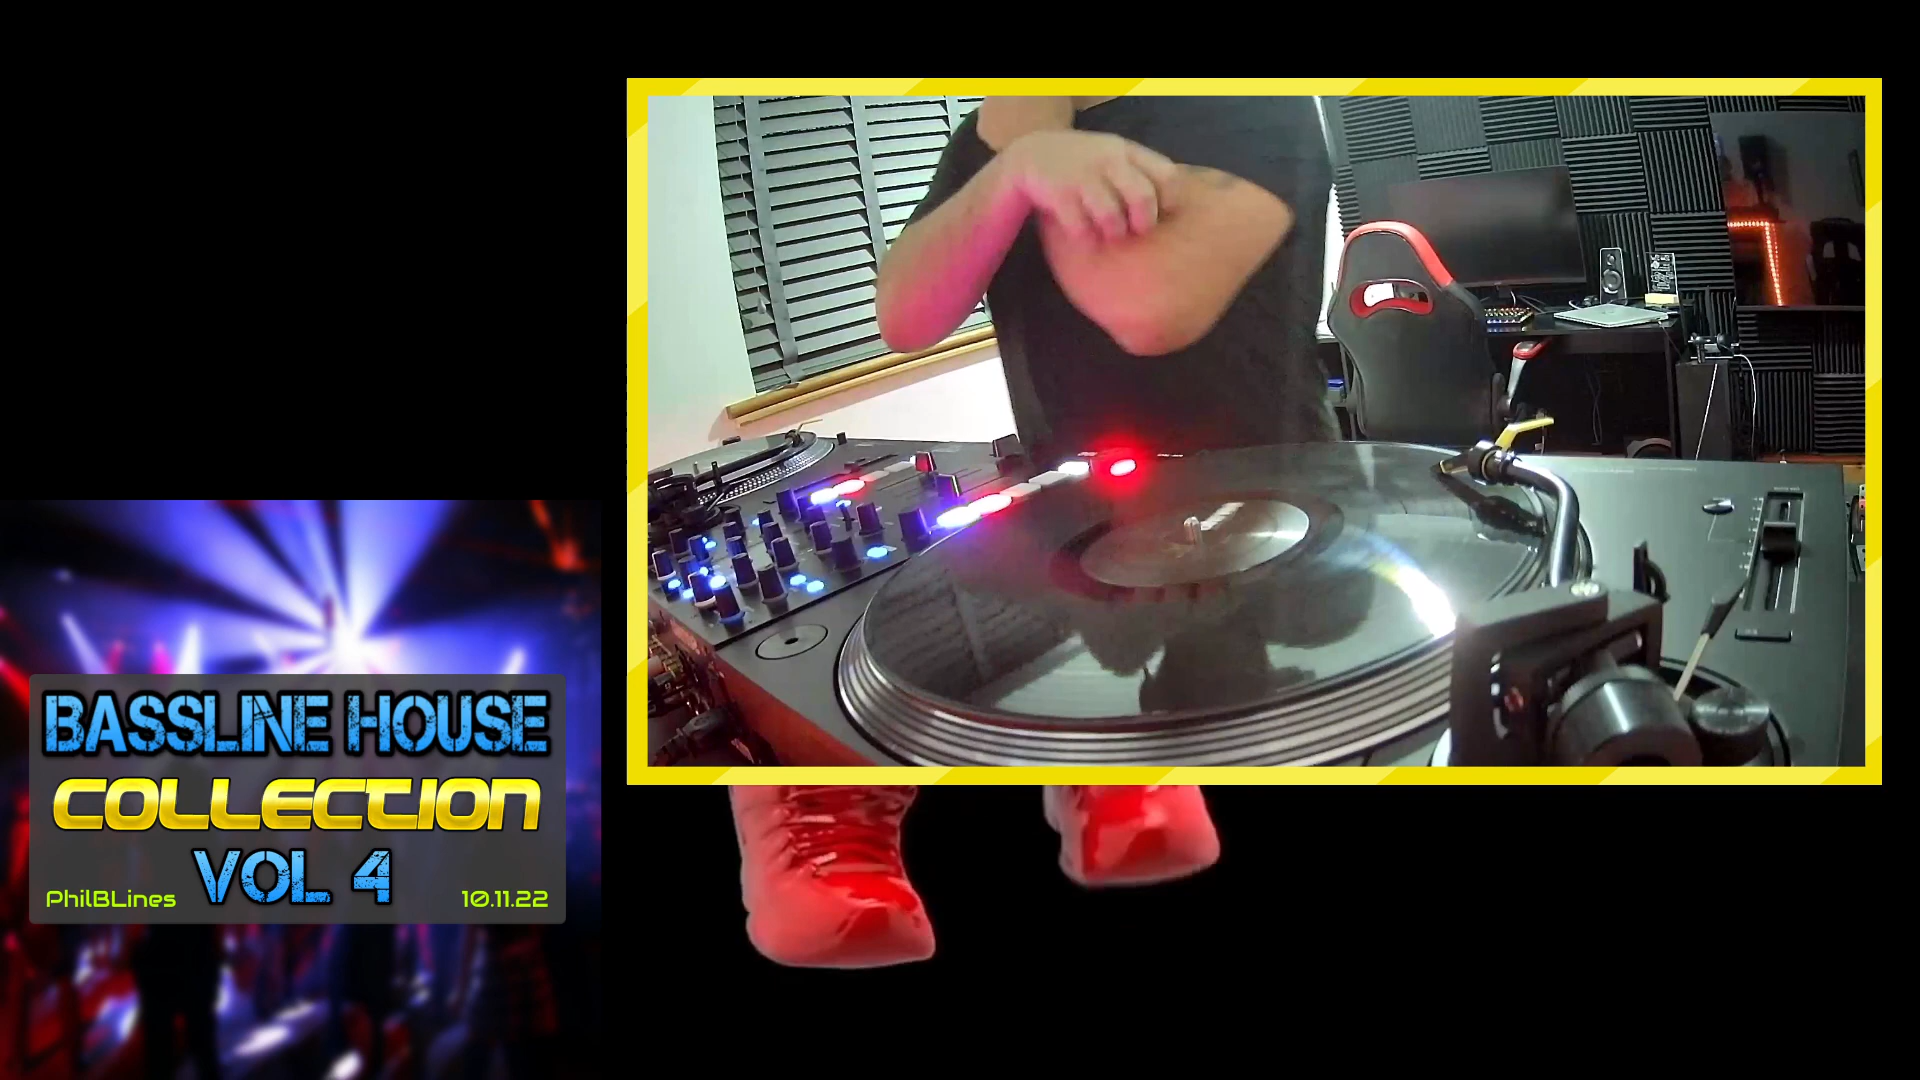 BASSLINE HOUSE
COLLECTION
VOL 4
PhilBLines
10.11.22